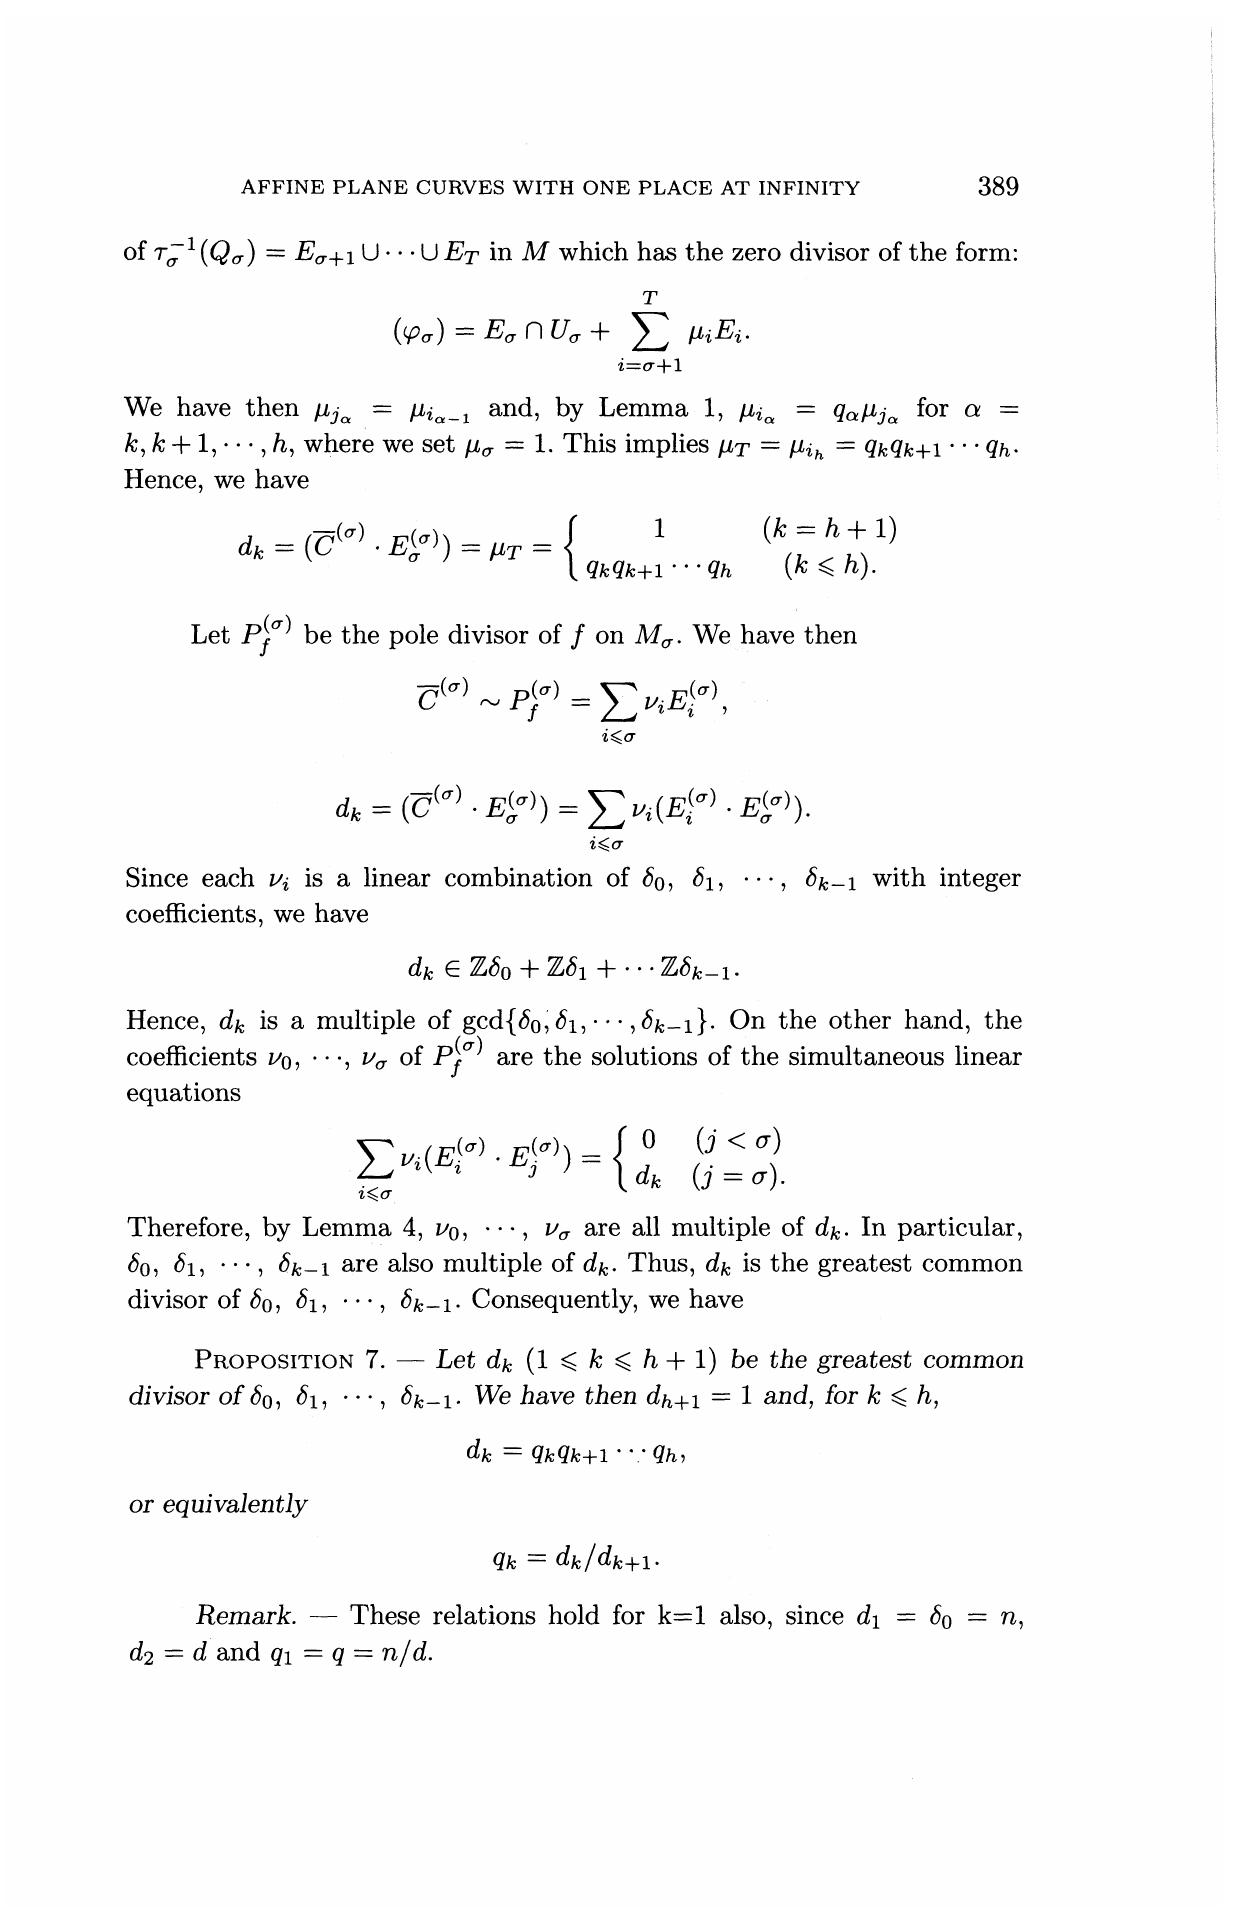 AFFINE PLANE CURVES WITH ONE PLACE AT INFINITY 389
of $\tau_\sigma^{-1}(Q_\sigma) = E_{\sigma+1} \cup \cdots \cup E_T$ in $M$ which has the zero divisor of the form:
$(\varphi_\sigma) = E_\sigma \cap U_\sigma + \sum_{i=\sigma+1}^{T} \mu_i E_i.$
We have then $\mu_{j_\alpha} = \mu_{i_{\alpha-1}}$ and, by Lemma 1, $\mu_{i_\alpha} = q_\alpha \mu_{j_\alpha}$ for $\alpha =$
$k, k+1, \cdots, h$, where we set $\mu_\sigma = 1$. This implies $\mu_T = \mu_{i_h} = q_k q_{k+1} \cdots q_h$.
Hence, we have
$d_k = (\overline{C}^{(\sigma)} \cdot E_\sigma^{(\sigma)}) = \mu_T = \begin{cases} 1 & (k = h+1) \\ q_k q_{k+1} \cdots q_h & (k \leqslant h). \end{cases}$
Let $P_f^{(\sigma)}$ be the pole divisor of $f$ on $M_\sigma$. We have then
$\overline{C}^{(\sigma)} \sim P_f^{(\sigma)} = \sum_{i \leqslant \sigma} \nu_i E_i^{(\sigma)},$
$d_k = (\overline{C}^{(\sigma)} \cdot E_\sigma^{(\sigma)}) = \sum_{i \leqslant \sigma} \nu_i (E_i^{(\sigma)} \cdot E_\sigma^{(\sigma)}).$
Since each $\nu_i$ is a linear combination of $\delta_0, \delta_1, \cdots, \delta_{k-1}$ with integer
coefficients, we have
$d_k \in \mathbb{Z}\delta_0 + \mathbb{Z}\delta_1 + \cdots \mathbb{Z}\delta_{k-1}.$
Hence, $d_k$ is a multiple of $\gcd\{\delta_0, \delta_1, \cdots, \delta_{k-1}\}$. On the other hand, the
coefficients $\nu_0, \cdots, \nu_\sigma$ of $P_f^{(\sigma)}$ are the solutions of the simultaneous linear
equations
$\sum_{i \leqslant \sigma} \nu_i (E_i^{(\sigma)} \cdot E_j^{(\sigma)}) = \begin{cases} 0 & (j < \sigma) \\ d_k & (j = \sigma). \end{cases}$
Therefore, by Lemma 4, $\nu_0, \cdots, \nu_\sigma$ are all multiple of $d_k$. In particular,
$\delta_0, \delta_1, \cdots, \delta_{k-1}$ are also multiple of $d_k$. Thus, $d_k$ is the greatest common
divisor of $\delta_0, \delta_1, \cdots, \delta_{k-1}$. Consequently, we have
PROPOSITION 7. — Let $d_k$ $(1 \leqslant k \leqslant h+1)$ be the greatest common
divisor of $\delta_0, \delta_1, \cdots, \delta_{k-1}$. We have then $d_{h+1} = 1$ and, for $k \leqslant h$,
$d_k = q_k q_{k+1} \cdots q_h,$
or equivalently
$q_k = d_k / d_{k+1}.$
Remark. — These relations hold for k=1 also, since $d_1 = \delta_0 = n$,
$d_2 = d$ and $q_1 = q = n/d$.